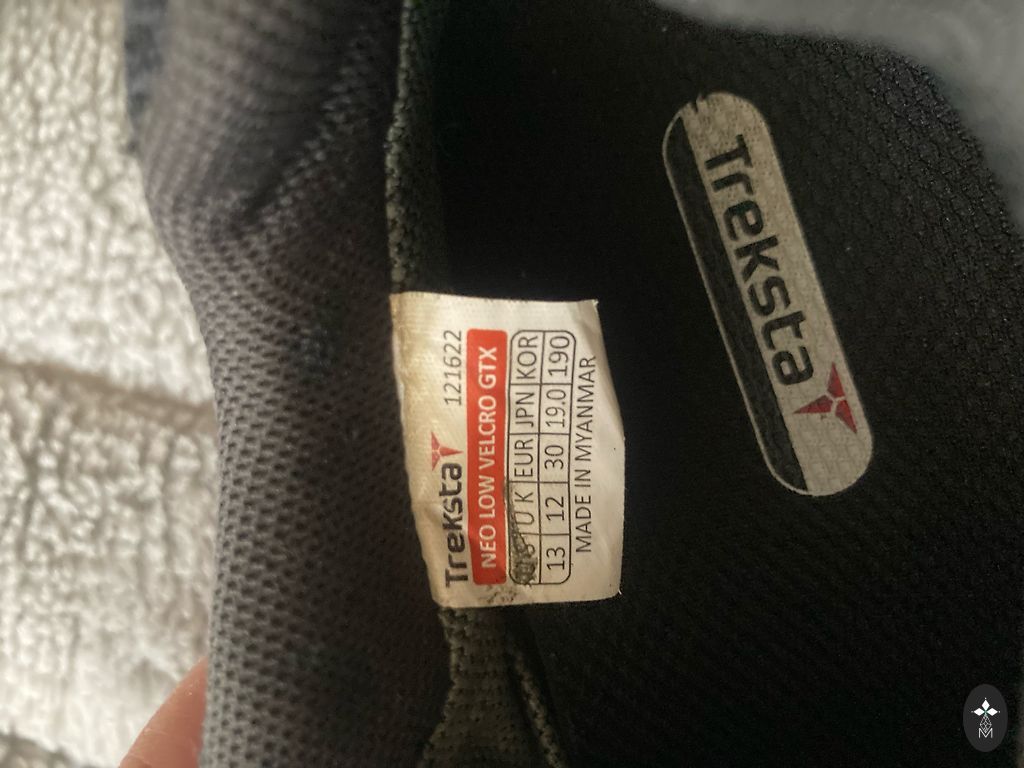 Treksta 121622
NEO LOW VELCRO GTX
UK EUR JPN KOR
13 12 30 19.0 190
MADE IN MYANMAR
Treksta
M